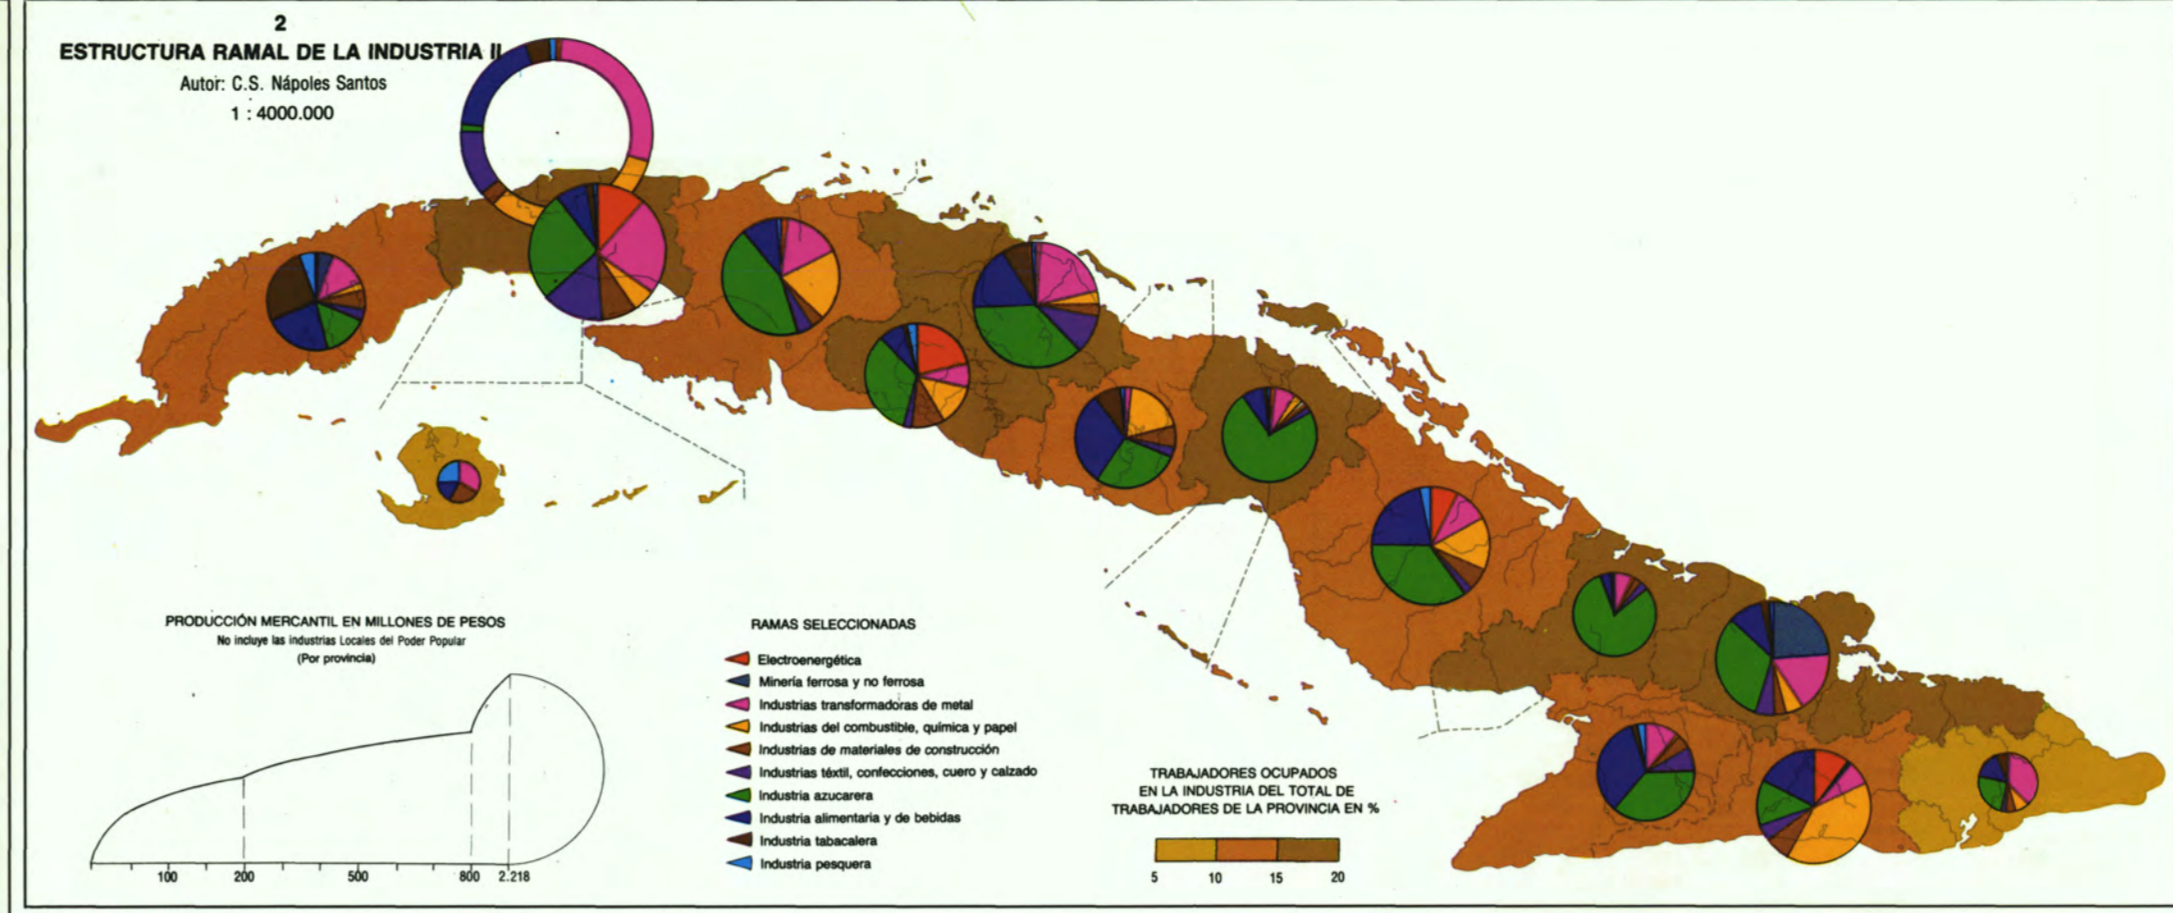 2
ESTRUCTURA RAMAL DE LA INDUSTRIA II
Autor: C.S. Nápoles Santos
1 : 4000.000
PRODUCCIÓN MERCANTIL EN MILLONES DE PESOS
No incluye las industrias Locales del Poder Popular
(Por provincia)
100 200 500 800 2.218
RAMAS SELECCIONADAS
Electroenergética
Minería ferrosa y no ferrosa
Industrias transformadoras de metal
Industrias del combustible, química y papel
Industrias de materiales de construcción
Industrias téxtil, confecciones, cuero y calzado
Industria azucarera
Industria alimentaria y de bebidas
Industria tabacalera
Industria pesquera
TRABAJADORES OCUPADOS
EN LA INDUSTRIA DEL TOTAL DE
TRABAJADORES DE LA PROVINCIA EN %
5 10 15 20